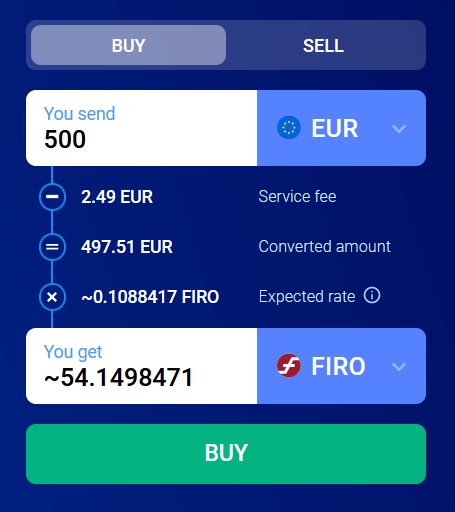 BUY SELL
You send
500 EUR
2.49 EUR Service fee
497.51 EUR Converted amount
~0.1088417 FIRO Expected rate
You get
~54.1498471 FIRO
BUY